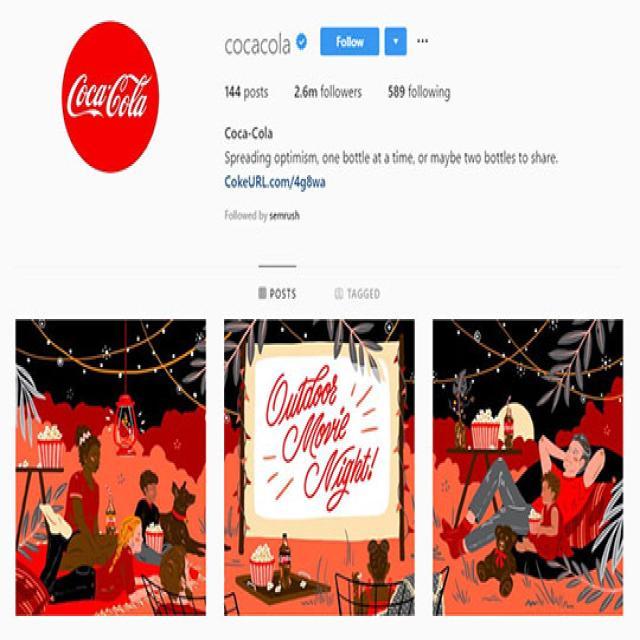 Coca-Cola
cocacola
Follow
144 posts 2.6m followers 589 following
Coca-Cola
Spreading optimism, one bottle at a time, or maybe two bottles to share.
CokeURL.com/4g8wa
Followed by semrush
POSTS TAGGED
Outdoor
Movie
Night!